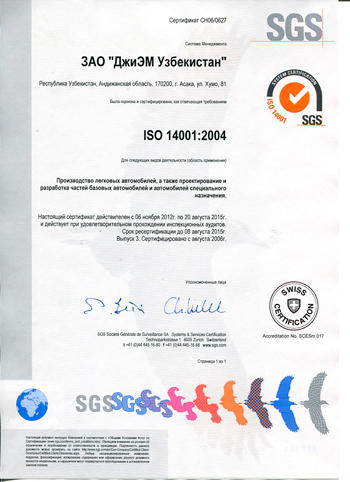 Сертификат CH06/0627
SGS
Система Менеджмента
ЗАО "ДжиЭМ Узбекистан"
Республика Узбекистан, Андижанская область, 170200, г. Асака, ул. Хумо, 81
Была оценена и сертифицирована, как отвечающая требованиям
SYSTEM CERTIFICATION
ISO 14001
SGS
ISO 14001:2004
Для следующих видов деятельности (область применения)
Производство легковых автомобилей, а также проектирование и
разработка частей базовых автомобилей и автомобилей специального
назначения.
Настоящий сертификат действителен с 06 ноября 2012г. по 20 августа 2015г.
и действует при удовлетворительном прохождении инспекционных аудитов.
Срок ресертификации до 08 августа 2015г.
Выпуск 3. Сертифицировано с августа 2006г.
Уполномоченные лица
SWISS
CERTIFICATION
SGS Société Générale de Surveillance SA Systems & Services Certification
Technoparkstrasse 1 8005 Zurich Switzerland
t +41 (0)44 445-16-80 f +41 (0)44 445-16-88 www.sgs.com
Accreditation No. SCESm 017
Страница 1 из 1
SGS SGS SGS